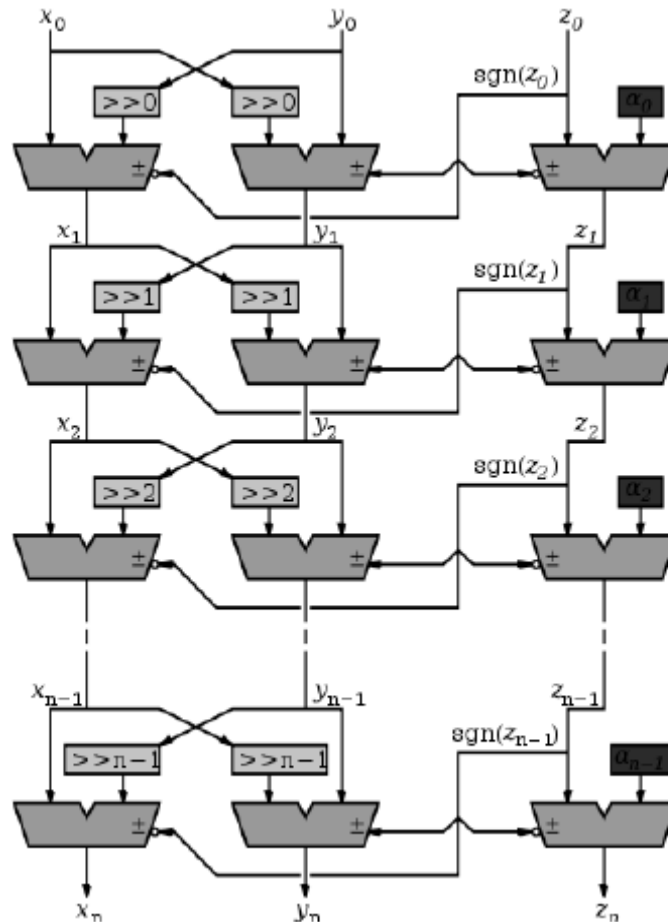 x₀ y₀ z₀
sgn(z₀)
>>0 >>0 α₀
± ± ±
x₁ y₁ z₁
sgn(z₁)
>>1 >>1 α₁
± ± ±
x₂ y₂ z₂
sgn(z₂)
>>2 >>2 α₂
± ± ±
xₙ₋₁ yₙ₋₁ zₙ₋₁
sgn(zₙ₋₁)
>>n−1 >>n−1 αₙ₋₁
± ± ±
xₙ yₙ zₙ